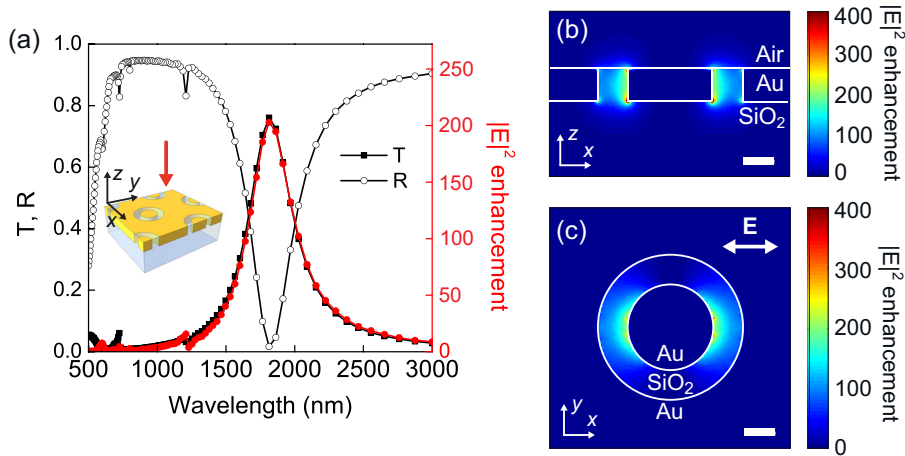 (a)
1.0
0.8
0.6
0.4
0.2
0.0
T, R
500 1000 1500 2000 2500 3000
Wavelength (nm)
250
200
150
100
50
0
|E|² enhancement
T
R
z
y
x
(b)
Air
Au
SiO₂
z
x
400
300
200
100
0
|E|² enhancement
(c)
E
Au
SiO₂
Au
y
x
400
300
200
100
0
|E|² enhancement